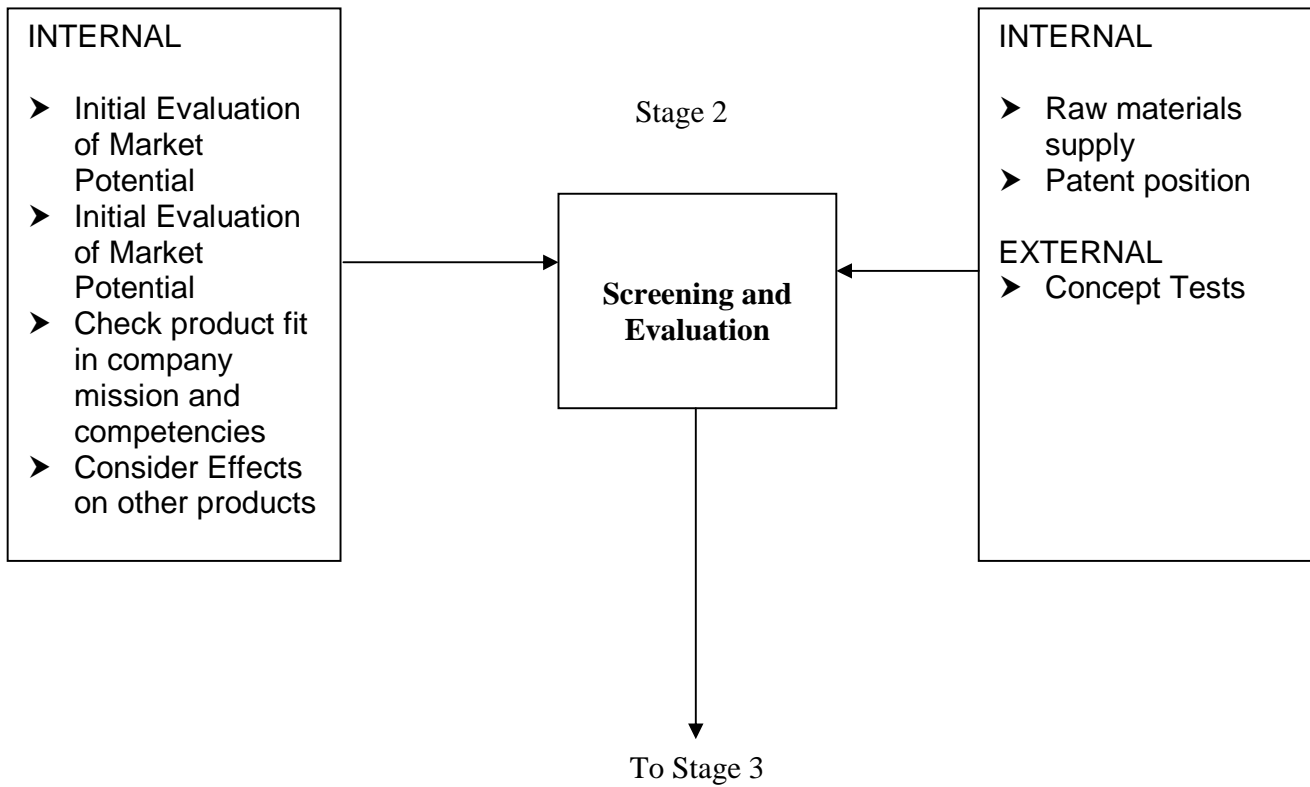 INTERNAL
➤ Initial Evaluation
of Market
Potential
➤ Initial Evaluation
of Market
Potential
➤ Check product fit
in company
mission and
competencies
➤ Consider Effects
on other products
Stage 2
Screening and
Evaluation
To Stage 3
INTERNAL
➤ Raw materials
supply
➤ Patent position
EXTERNAL
➤ Concept Tests